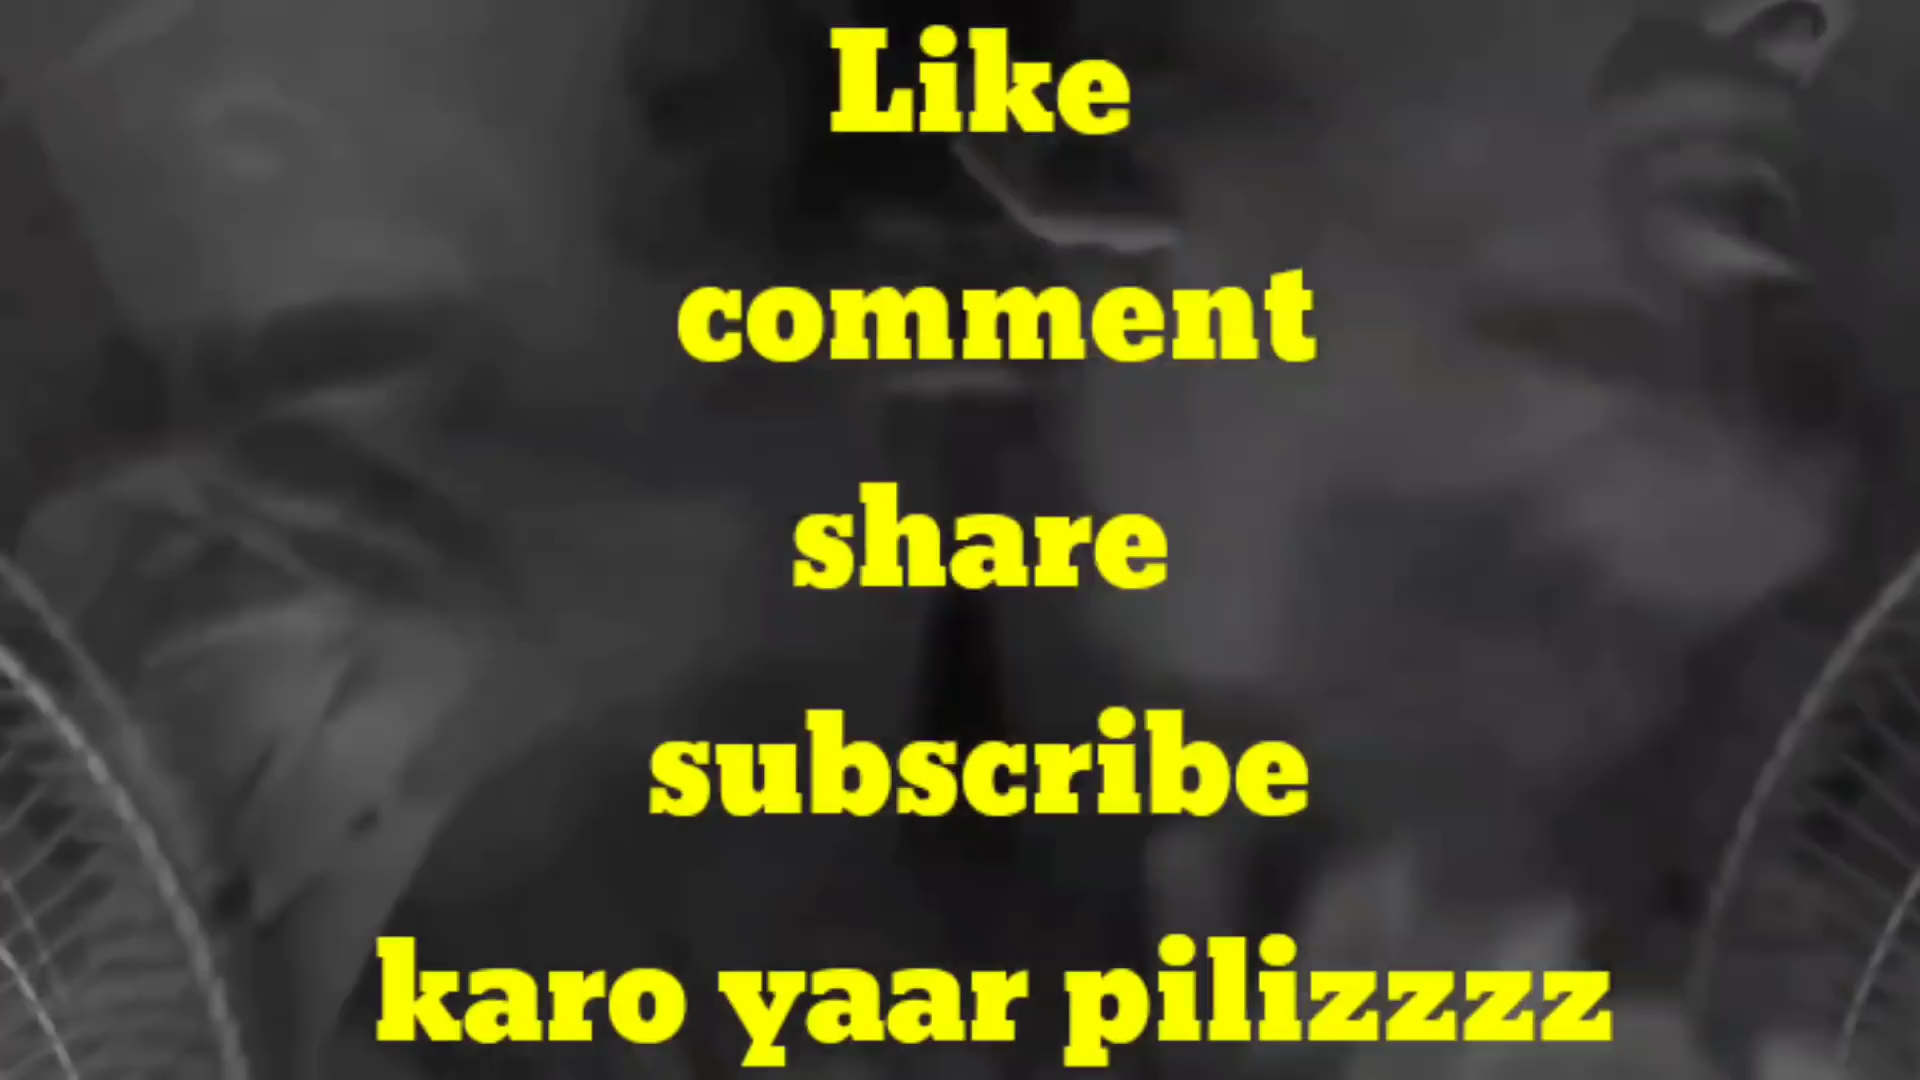 Like
comment
share
subscribe
karo yaar pilizzzz